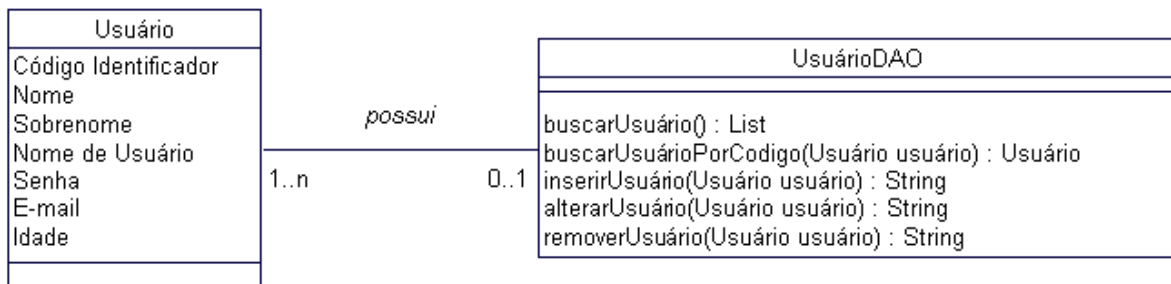 Usuário
Código Identificador
Nome
Sobrenome
Nome de Usuário
Senha
E-mail
Idade
possui
1..n
0..1
UsuárioDAO
buscarUsuário() : List
buscarUsuárioPorCodigo(Usuário usuário) : Usuário
inserirUsuário(Usuário usuário) : String
alterarUsuário(Usuário usuário) : String
removerUsuário(Usuário usuário) : String